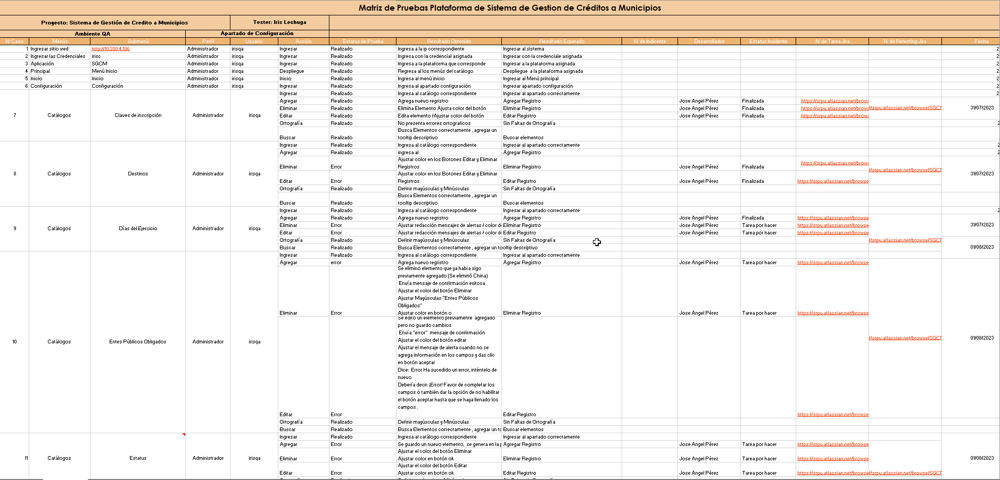 Matriz de Pruebas Plataforma de Sistema de Gestion de Créditos a Municipios
Proyecto: Sistema de Gestión de Credito a Municipios Tester: Iris Lechuga
Ambiente QA Apartado de Configuración
N° Caso Menús Submenú Perfil Usuario Acción Estatus de Prueba Resultado Obtenido Resultado Esperado N° de Indicente Desarrollador Estatus Incidente N° de Tarea Jira N° de Retesting Jira Fecha
1 Ingresar sitio wed http://10.200.4.106 Administrador irisqa Ingresar Realizado Ingresa a la ip correspondiente Ingresar al sistema 2
2 Ingresar las Credenciales irisc Administrador irisqa Ingresar Realizado Ingresa con la credencial asignada Ingresar con la credenciale asignada 2
3 Aplicación SGCM Administrador irisqa Ingresar Realizado Ingresa a la plataforma que corresponde Ingresar a la plataforma asignada 2
4 Principal Menú Inicio Administrador irisqa Despliegue Realizado Regresa al los menús del catálogo Despliegue a la plataforma asignada 2
5 Inicio Inicio Administrador irisqa Inicio Realizado Ingresa al menú inicio Ingresar al Menú principal 2
6 Configuración Configuración Administrador irisqa Ingresar Realizado Ingresa al apartado configuración Ingresar apartado configuración 2
Ingresar Realizado Ingresa al catálogo correspondiente Ingresar al apartado correctamente 2
Agregar Realizado Agrega nuevo registro Agregar Registro Jose Angel Pérez Finalizada https://srpu.atlassian.net/brows
Eliminar Realizado Elimina Elemento Ajusta color del botón Eliminar Registro Jose Angel Pérez Finalizada https://srpu.atlassian.net/brows //srpu.atlassian.net/browse/SGCM 31/07/2023
7 Catálogos Claves de inscripción Administrador irisqa Editar Realizado Edita elemento /Ajustar color del botón Editar Registro Jose Angel Pérez Finalizada https://srpu.atlassian.net/brows
Ortografía Realizado No presenta errores ortograficos Sin Faltas de Ortografía 2
Busca Elementos correctamente , agregar un
Buscar Realizado tooltip descriptivo Buscar elementos
Ingresar Realizado Ingresa al catálogo correspondiente Ingresar al apartado correctamente 2
Agregar Realizado ingresa al Agregar Registro 2
Ajustar color en los Botones Editar y Eliminar https://srpu.atlassian.net/brows
Eliminar Error Registros Eliminar Registro Jose Angel Pérez Finalizada //srpu.atlassian.net/browse/SGCM
8 Catálogos Destinos Administrador irisqa Ajustar color en los Botones Editar y Eliminar 31/07/2023
Editar Error Registros Editar Registro Jose Angel Pérez Finalizada https://srpu.atlassian.net/browse
Ortografía Realizado Definir mayúsculas y Minúsculas Sin Faltas de Ortografía
Busca Elementos correctamente , agregar un
Buscar Realizado tooltip descriptivo Buscar elementos
Ingresar Realizado Ingresa al catálogo correspondiente Ingresar al apartado correctamente 2
Agregar Realizado Agrega nuevo regristro Agregar Registro Jose Angel Pérez Finalizada https://srpu.atlassian.net/browse
Eliminar Error Ajustar redacción mensajes de alertas / color de Eliminar Registro Jose Angel Pérez Tarea por hacer https://srpu.atlassian.net/browse 31/07/2023
9 Catálogos Días del Ejercicio Administrador irisqa Editar Error Ajustar redacción mensajes de alertas / color de Editar Registro Jose Angel Pérez Tarea por hacer https://srpu.atlassian.net/browse
Ortografía Realizado Definir mayúsculas y Minúsculas Sin Faltas de Ortografía //srpu.atlassian.net/browse/SGCM
Buscar Realizado Busca Elementos correctamente , agregar un tooltip descriptivo 01/08/2023
Ingresar Realizado Ingresa al catálogo correspondiente Ingresar al apartado correctamente
Agregar error Agrega nuevo registro Agregar Registro Jose Angel Pérez Tarea por hacer https://srpu.atlassian.net/browse
Se eliminó elemento que ya habia sigo
previamente agregado (Se eliminó China)
Envía mensaje de confirmación exitosa
Ajustar el color del botón Eliminar
Ajustar Mayúsculas "Entes Públicos
Obligados"
Eliminar Error Ajustar color en botón o Eliminar Registro Jose Angel Pérez Tarea por hacer https://srpu.atlassian.net/browse
Se edito un elemento previamente agregado
pero no guardo cambios
Envía "error" mensaje de confirmación
10 Catálogos Entes Públicos Obligados Administrador irisqa Ajustar el color del botón editar //srpu.atlassian.net/browse/SGCM 01/08/2023
Ajustar el mensaje de alerta cuando no se
agrega información en los campos y das clic
en botón aceptar
Dice: Error Ha sucedido un error, inténtelo de
nuevo
Debería decir: ¡Error! Favor de completar los
campos ó también dar la opción de no habilitar
el botón aceptar hasta que se haya llenado los
campos .
Editar Error Editar Registro https://srpu.atlassian.net/browse
Ortografía Realizado Definir mayúsculas y Minúsculas Sin Faltas de Ortografía
Buscar Realizado Busca Elementos correctamente , agregar un to Buscar elementos
Ingresar Realizado Ingresa al catálogo correspondiente Ingresar al apartado correctamente
Agregar Error Se guardo un nuevo elemento, se genera en la p Agregar Registro Jose Angel Pérez Tarea por hacer https://srpu.atlassian.net/browse
Ajustar el color del botón Eliminar
11 Catálogos Estatus Administrador irisqa Eliminar Error Ajustar color en botón ok Eliminar Registro Jose Angel Pérez Tarea por hacer https://srpu.atlassian.net/browse 01/08/2023
Ajustar el color del botón Editar
Editar Error Ajustar color en botón ok Editar Registro Jose Angel Pérez Tarea por hacer https://srpu.atlassian.net/browse //srpu.atlassian.net/browse/SGCM